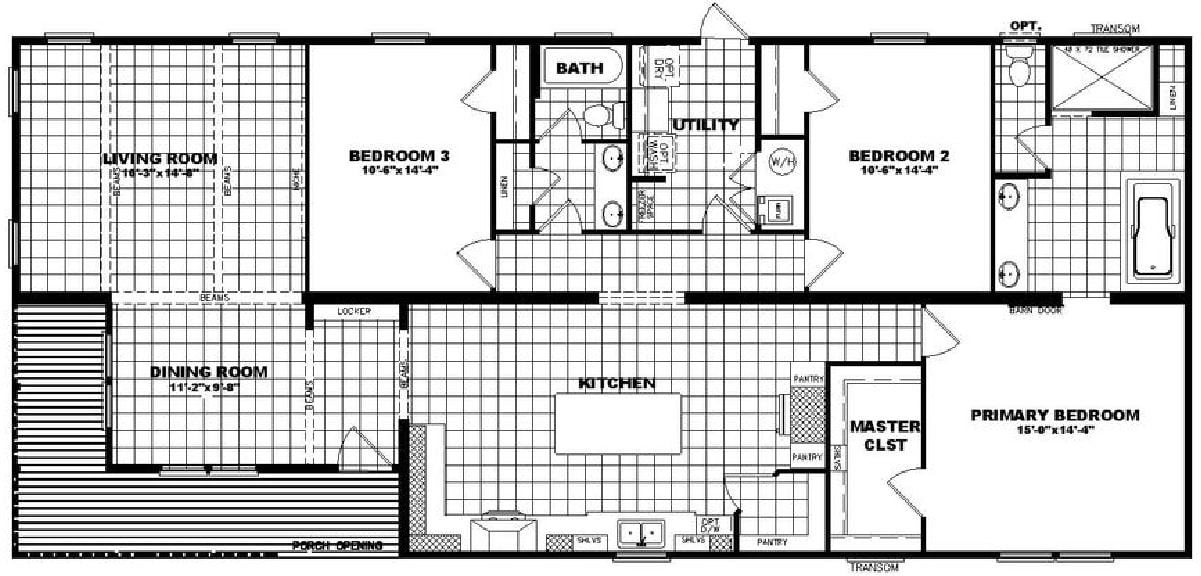 OPT.
TRANSOM
48 X 72 TILE SHOWER
BATH
OPT
DRY
LINEN
UTILITY
LIVING ROOM
16'-3"x 14'-8"
BEAMS
BEAMS
NICHE
BEDROOM 3
10'-6"x 14'-4"
LINEN
OPT
WASH
FREEZER
SPACE
W/H
FURN
BEDROOM 2
10'-6"x 14'-4"
BEAMS
LOCKER
BARN DOOR
DINING ROOM
11'-2"x 9'-8"
BEAMS
BEAMS
KITCHEN
PANTRY
PANTRY
MASTER
CLST
SHLVS
PRIMARY BEDROOM
15'-0"x 14'-4"
PORCH OPENING
SHLVS
SHLVS
OPT
D/W
PANTRY
TRANSOM